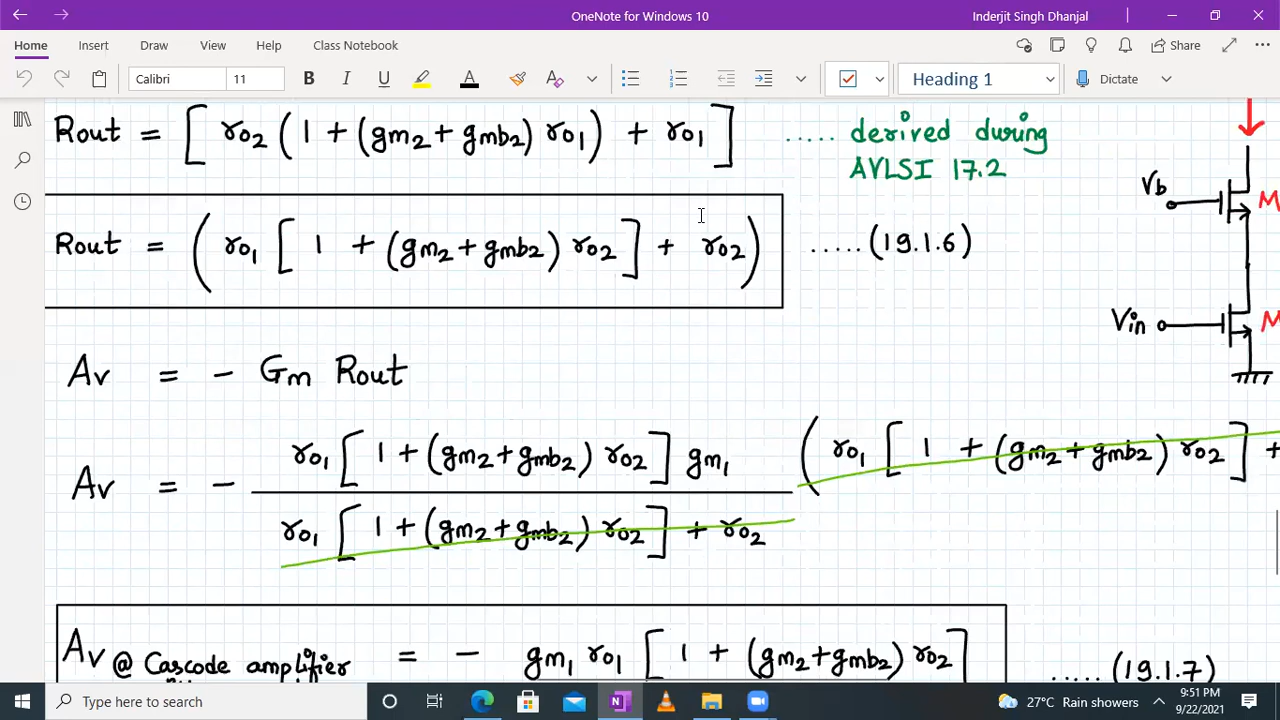 OneNote for Windows 10
Inderjit Singh Dhanjal
Home Insert Draw View Help Class Notebook
Share
Calibri 11 B I U A A Heading 1 Dictate
Rout = [ ro2 (1 + (gm2 + gmb2) ro1) + ro1 ] ..... derired during
AVLSI 17.2
Vb
M
Rout = ( ro1 [ 1 + (gm2 + gmb2) ro2 ] + ro2 ) ..... (19.1.6)
Vin
M
Av = - Gm Rout
Av = - ro1 [ 1 + (gm2 + gmb2) ro2 ] gm1 ( ro1 [ 1 + (gm2 + gmb2) ro2 ] +
ro1 [ 1 + (gm2 + gmb2) ro2 ] + ro2
Av @ Cascode amplifier = - gm1 ro1 [ 1 + (gm2 + gmb2) ro2 ] ..... (19.1.7)
Type here to search
27°C Rain showers
9:51 PM
9/22/2021